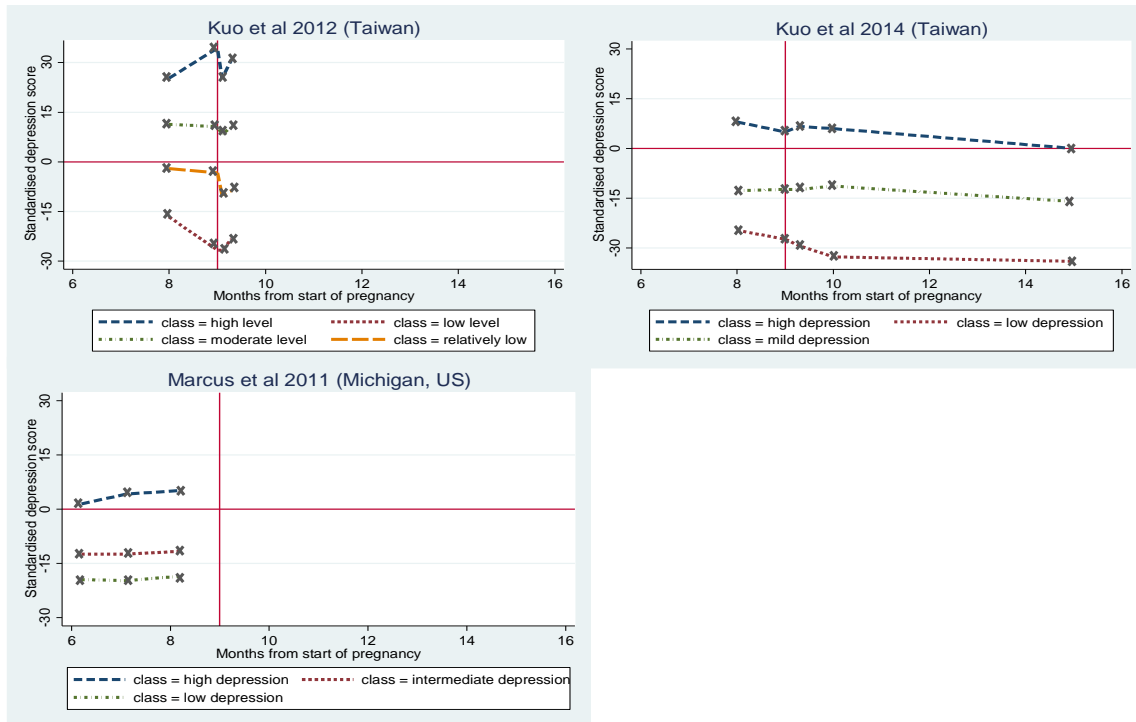 Kuo et al 2012 (Taiwan)
Standardised depression score
30
15
0
-15
-30
6 8 10 12 14 16
Months from start of pregnancy
class = high level class = low level
class = moderate level class = relatively low
Kuo et al 2014 (Taiwan)
Standardised depression score
30
15
0
-15
-30
6 8 10 12 14 16
Months from start of pregnancy
class = high depression class = low depression
class = mild depression
Marcus et al 2011 (Michigan, US)
Standardised depression score
30
15
0
-15
-30
6 8 10 12 14 16
Months from start of pregnancy
class = high depression class = intermediate depression
class = low depression